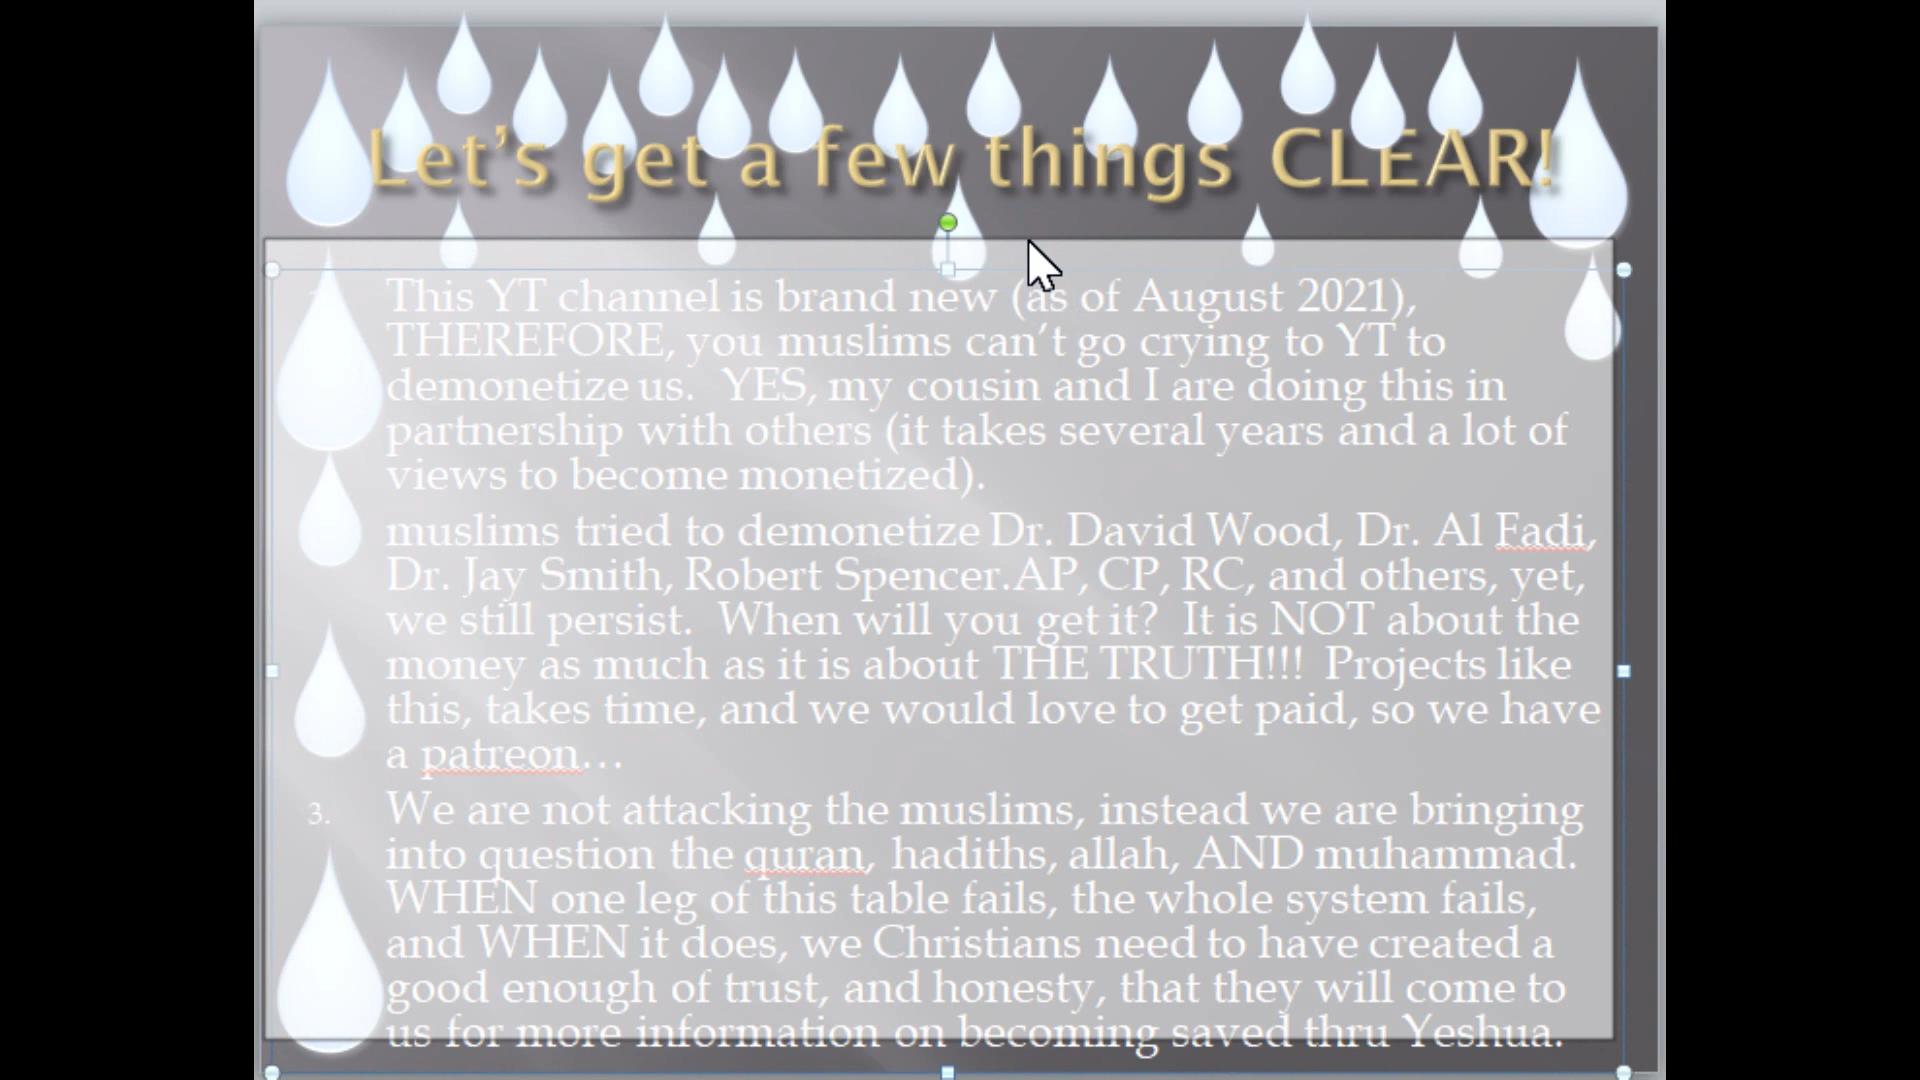 Let's get a few things CLEAR!
This YT channel is brand new (as of August 2021),
THEREFORE, you muslims can't go crying to YT to
demonetize us. YES, my cousin and I are doing this in
partnership with others (it takes several years and a lot of
views to become monetized).
muslims tried to demonetize Dr. David Wood, Dr. Al Fadi,
Dr. Jay Smith, Robert Spencer.AP, CP, RC, and others, yet,
we still persist. When will you get it? It is NOT about the
money as much as it is about THE TRUTH!!! Projects like
this, takes time, and we would love to get paid, so we have
a patreon…
3. We are not attacking the muslims, instead we are bringing
into question the quran, hadiths, allah, AND muhammad.
WHEN one leg of this table fails, the whole system fails,
and WHEN it does, we Christians need to have created a
good enough of trust, and honesty, that they will come to
us for more information on becoming saved thru Yeshua.